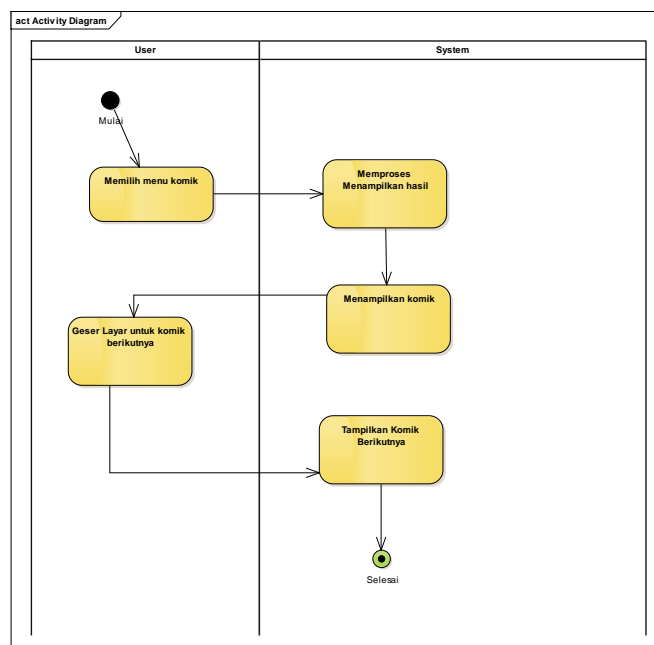 act Activity Diagram
User
System
Mulai
Memilih menu komik
Memproses
Menampilkan hasil
Menampilkan komik
Geser Layar untuk komik
berikutnya
Tampilkan Komik
Berikutnya
Selesai